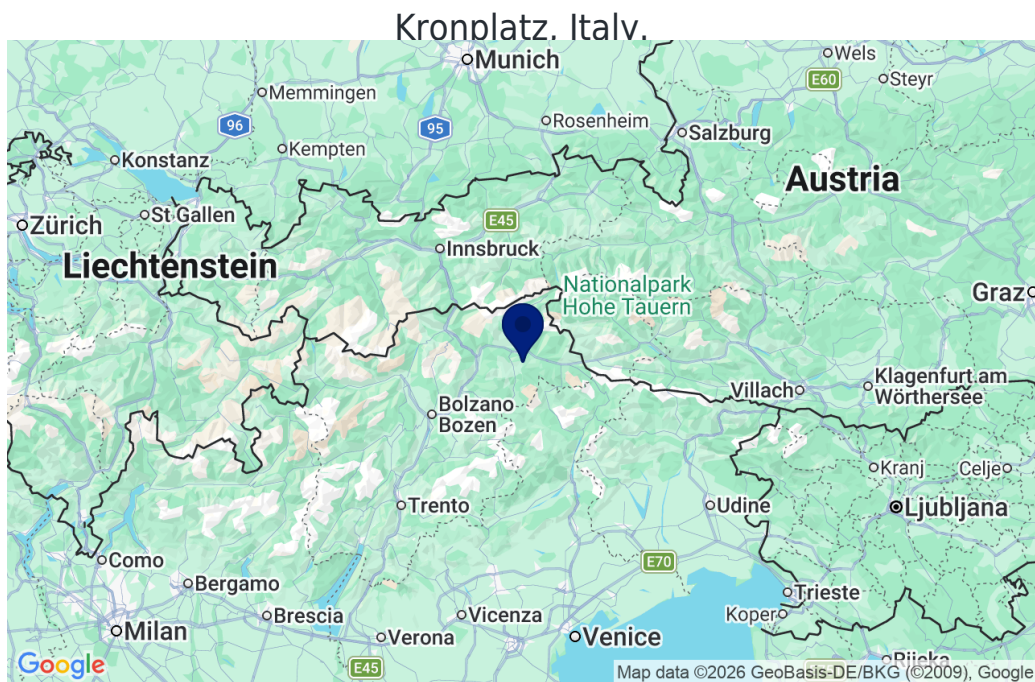 Kronplatz, Italy.
Munich
Wels
E60
Steyr
Memmingen
96
95
Rosenheim
Salzburg
Kempten
Konstanz
Austria
St Gallen
Zürich
E45
Innsbruck
Liechtenstein
Nationalpark
Hohe Tauern
Graz
Villach
Klagenfurt am
Wörthersee
Bolzano
Bozen
Kranj
Celje
Trento
Udine
Ljubljana
Como
E70
Bergamo
Trieste
Brescia
Vicenza
Koper
Milan
Verona
Venice
Rijeka
Google
E45
Map data ©2026 GeoBasis-DE/BKG (©2009), Google